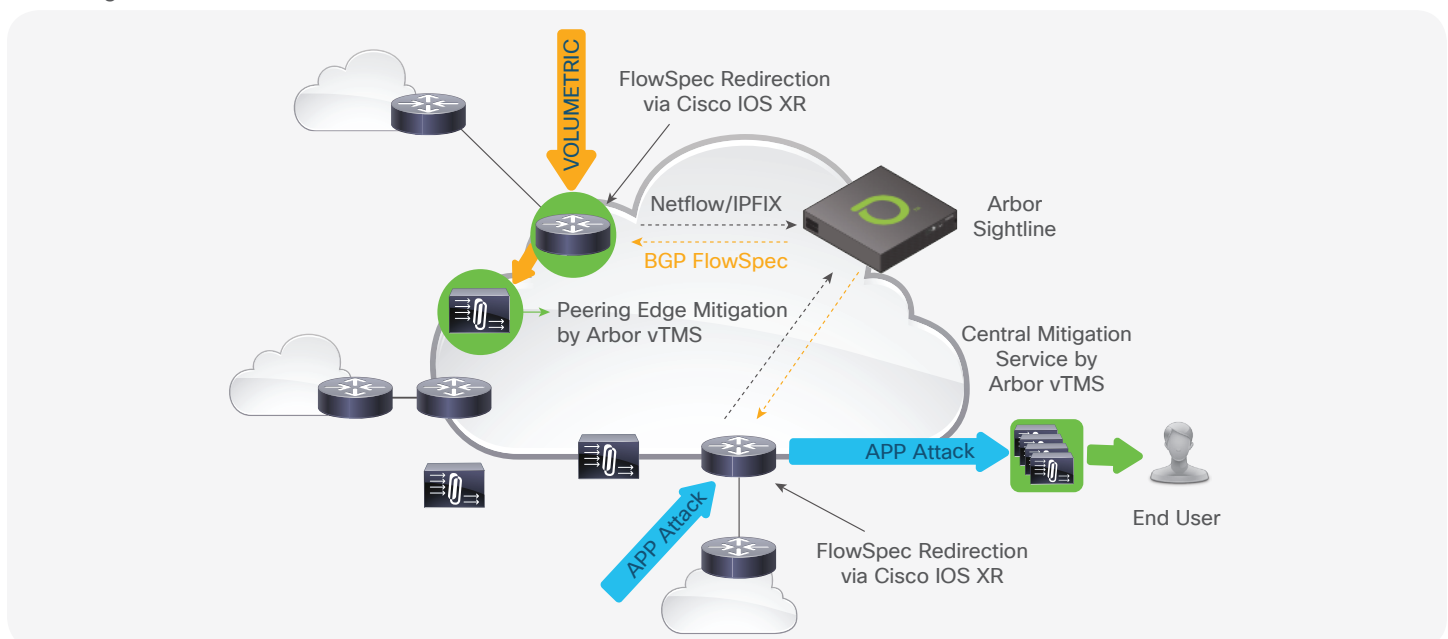 VOLUMETRIC
FlowSpec Redirection
via Cisco IOS XR
Netflow/IPFIX
BGP FlowSpec
Arbor
Sightline
Peering Edge Mitigation
by Arbor vTMS
Central Mitigation
Service by
Arbor vTMS
APP Attack
APP Attack
End User
FlowSpec Redirection
via Cisco IOS XR